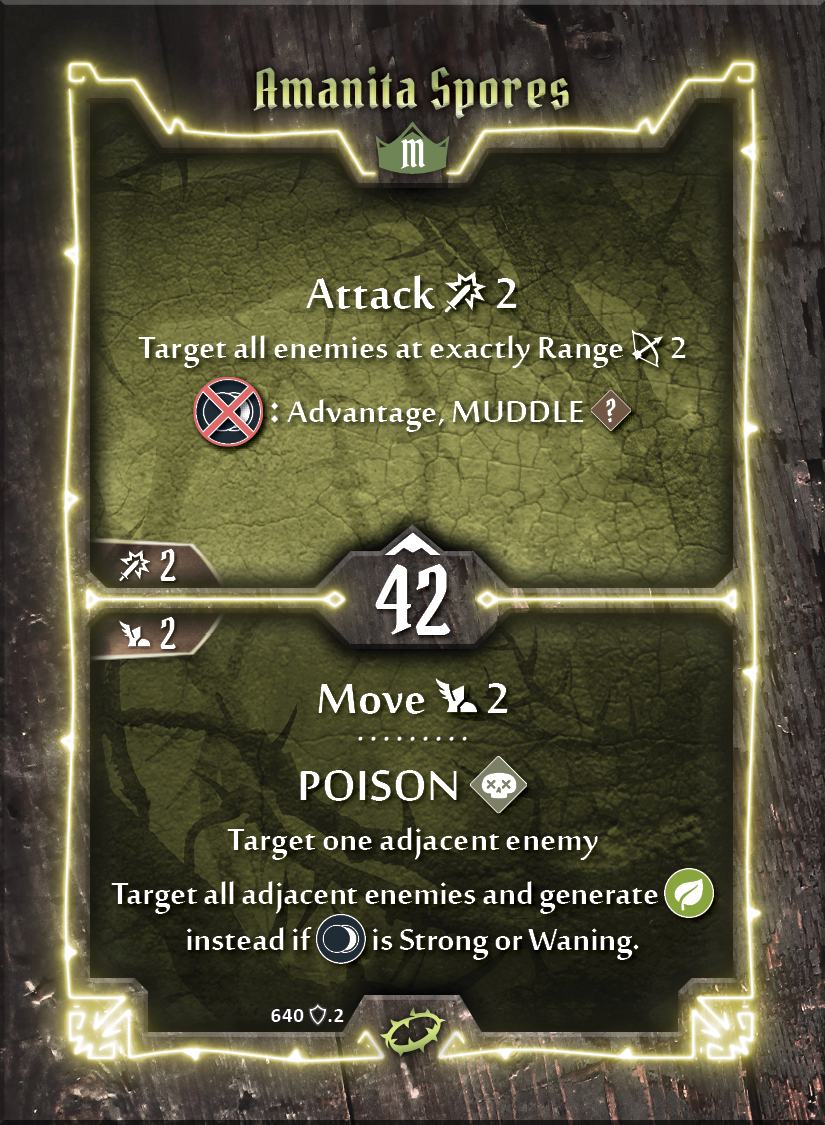 Amanita Spores
M
Attack 2
Target all enemies at exactly Range 2
: Advantage, MUDDLE ?
2
42
2
Move 2
POISON
Target one adjacent enemy
Target all adjacent enemies and generate
instead if is Strong or Waning.
640 .2